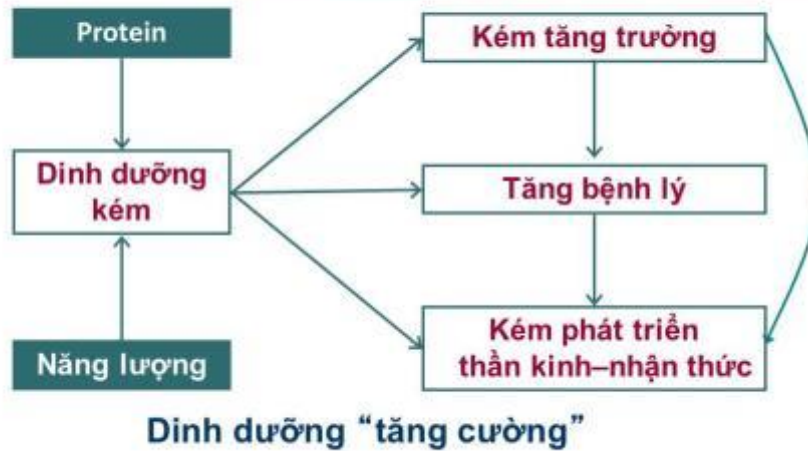 Protein
Dinh dưỡng
kém
Năng lượng
Kém tăng trưởng
Tăng bệnh lý
Kém phát triển
thần kinh–nhận thức
Dinh dưỡng “tăng cường”